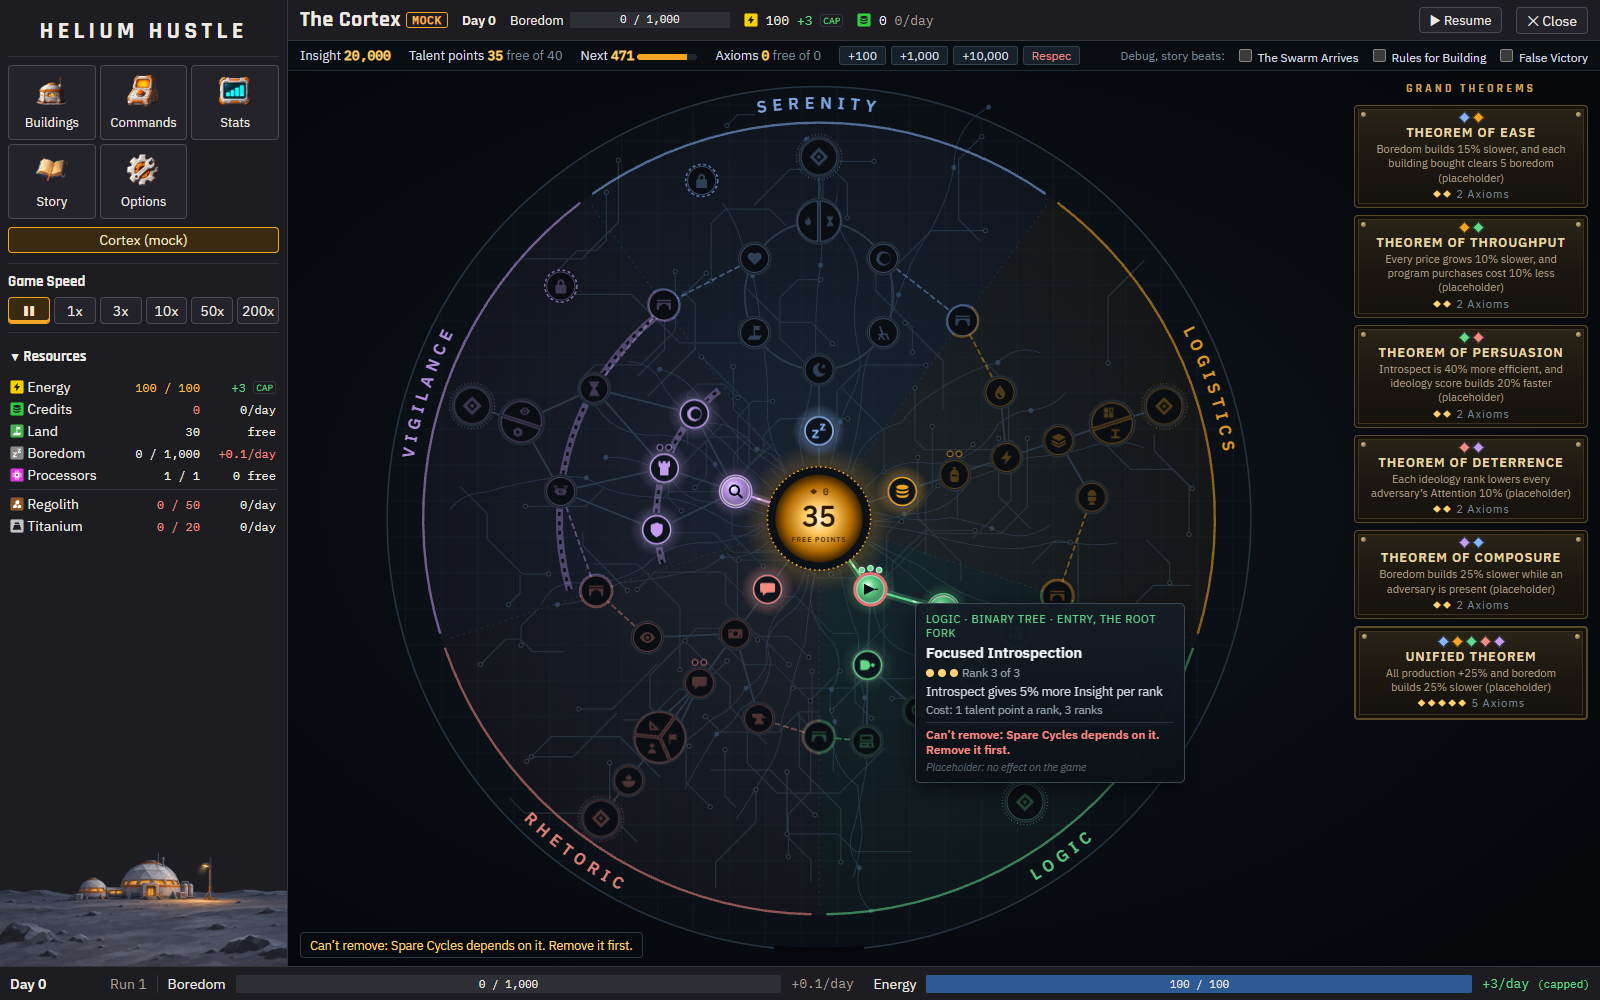 HELIUM HUSTLE
Buildings
Commands
Stats
Story
Options
Cortex (mock)
Game Speed
1x
3x
10x
50x
200x
▼ Resources
Energy 100 / 100 +3 CAP
Credits 0 0/day
Land 30 free
Boredom 0 / 1,000 +0.1/day
Processors 1 / 1 0 free
Regolith 0 / 50 0/day
Titanium 0 / 20 0/day
The Cortex MOCK Day 0 Boredom 0 / 1,000 100 +3 CAP 0 0/day
▶ Resume
✕ Close
Insight 20,000 Talent points 35 free of 40 Next 471 Axioms 0 free of 0 +100 +1,000 +10,000 Respec
Debug, story beats: The Swarm Arrives Rules for Building False Victory
SERENITY
LOGISTICS
VIGILANCE
RHETORIC
LOGIC
zZ
◆ 0
35
FREE POINTS
LOGIC · BINARY TREE · ENTRY, THE ROOT
FORK
Focused Introspection
Rank 3 of 3
Introspect gives 5% more Insight per rank
Cost: 1 talent point a rank, 3 ranks
Can't remove: Spare Cycles depends on it.
Remove it first.
Placeholder: no effect on the game
GRAND THEOREMS
THEOREM OF EASE
Boredom builds 15% slower, and each
building bought clears 5 boredom
(placeholder)
◆◆ 2 Axioms
THEOREM OF THROUGHPUT
Every price grows 10% slower, and
program purchases cost 10% less
(placeholder)
◆◆ 2 Axioms
THEOREM OF PERSUASION
Introspect is 40% more efficient, and
ideology score builds 20% faster
(placeholder)
◆◆ 2 Axioms
THEOREM OF DETERRENCE
Each ideology rank lowers every
adversary's Attention 10% (placeholder)
◆◆ 2 Axioms
THEOREM OF COMPOSURE
Boredom builds 25% slower while an
adversary is present (placeholder)
◆◆ 2 Axioms
UNIFIED THEOREM
All production +25% and boredom
builds 25% slower (placeholder)
◆◆◆◆◆ 5 Axioms
Can't remove: Spare Cycles depends on it. Remove it first.
Day 0 Run 1 Boredom 0 / 1,000 +0.1/day Energy 100 / 100 +3/day (capped)